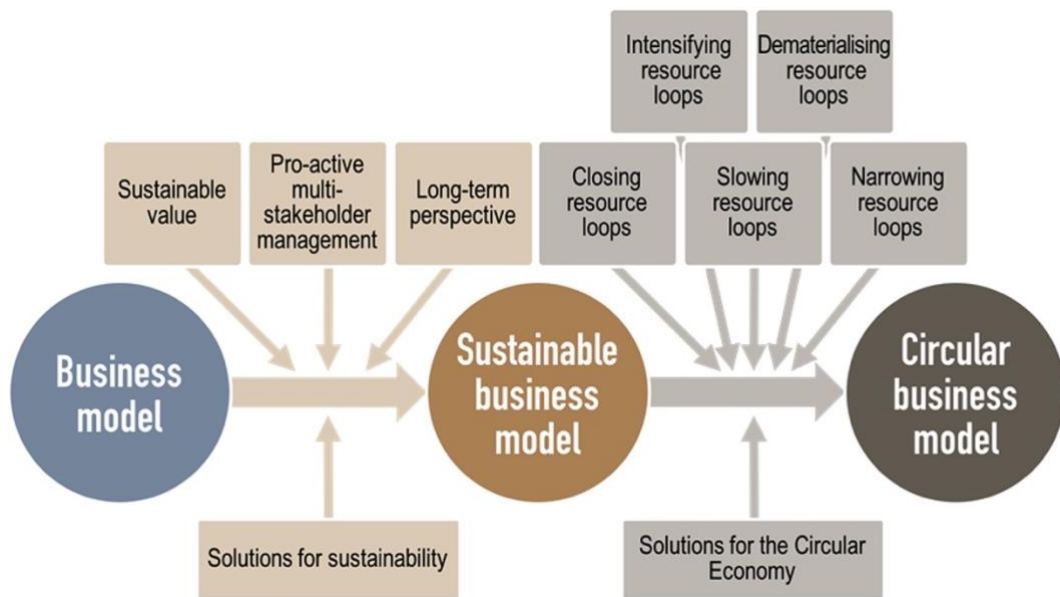 Intensifying
resource
loops
Dematerialising
resource
loops
Sustainable
value
Pro-active
multi-
stakeholder
management
Long-term
perspective
Closing
resource
loops
Slowing
resource
loops
Narrowing
resource
loops
Business
model
Sustainable
business
model
Circular
business
model
Solutions for sustainability
Solutions for the Circular
Economy